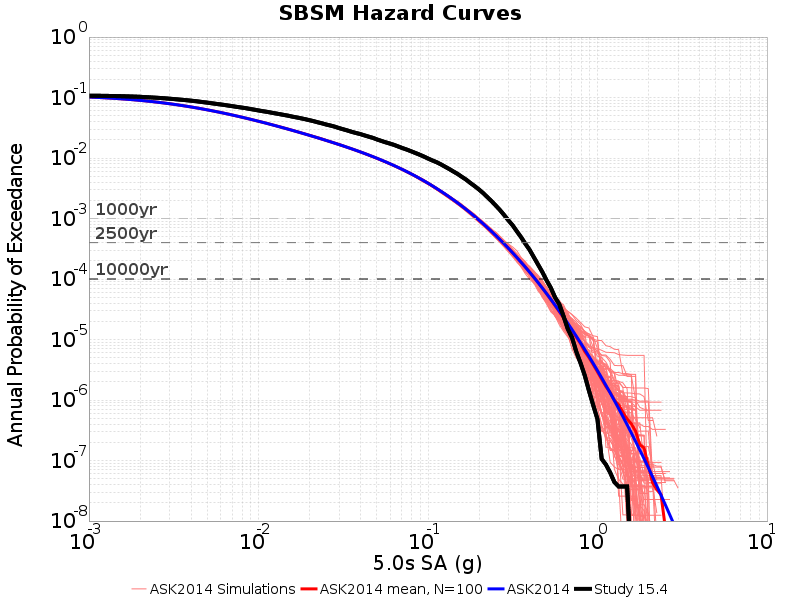 SBSM Hazard Curves
10^0
10^-1
10^-2
10^-3
10^-4
10^-5
10^-6
10^-7
10^-8
Annual Probability of Exceedance
1000yr
2500yr
10000yr
10^-3
10^-2
10^-1
10^0
10^1
5.0s SA (g)
ASK2014 Simulations
ASK2014 mean, N=100
ASK2014
Study 15.4